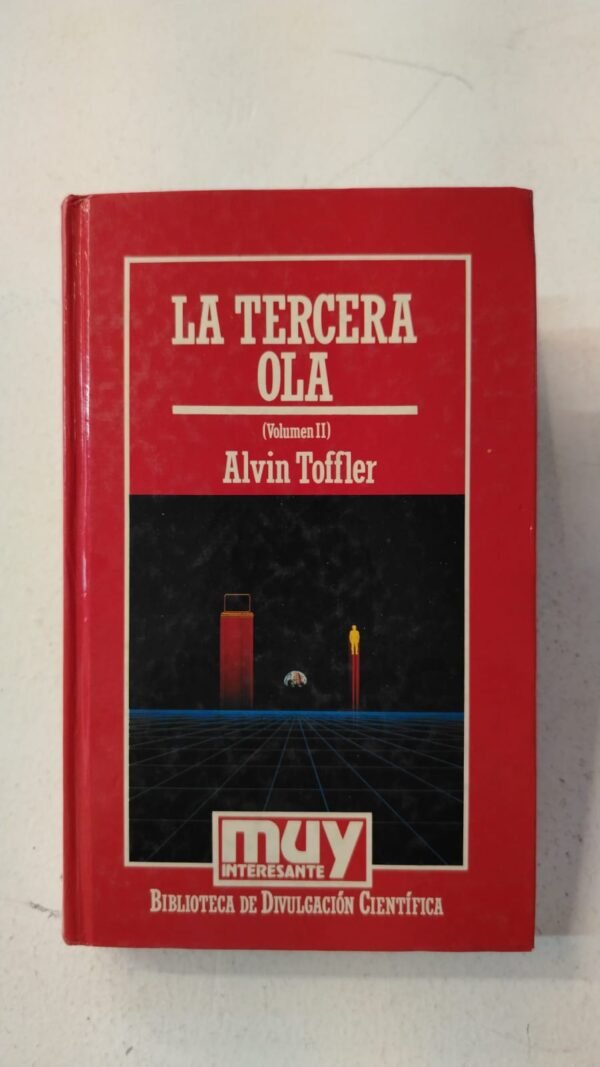 LA TERCERA
OLA
(Volumen II)
Alvin Toffler
muy
INTERESANTE
BIBLIOTECA DE DIVULGACIÓN CIENTÍFICA